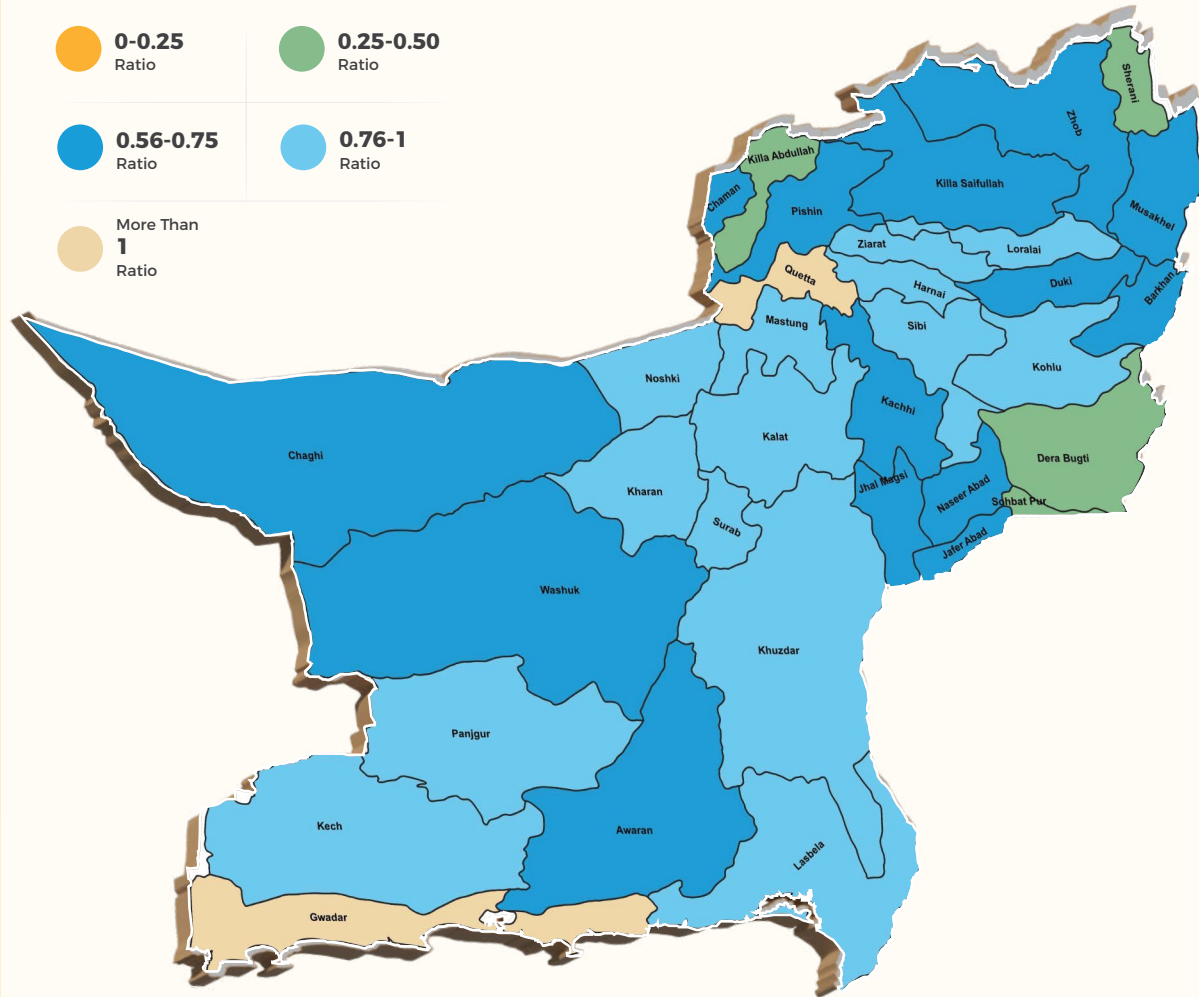 0-0.25
Ratio
0.25-0.50
Ratio
0.56-0.75
Ratio
0.76-1
Ratio
More Than
1
Ratio
Sherani
Zhob
Killa Abdullah
Killa Saifullah
Chaman
Pishin
Musakhel
Ziarat
Loralai
Quetta
Harnai
Duki
Barkhan
Mastung
Sibi
Kohlu
Noshki
Kachhi
Kalat
Chaghi
Dera Bugti
Kharan
Jhal Magsi
Naseer Abad
Sohbat Pur
Surab
Jafer Abad
Washuk
Khuzdar
Panjgur
Kech
Awaran
Lasbela
Gwadar